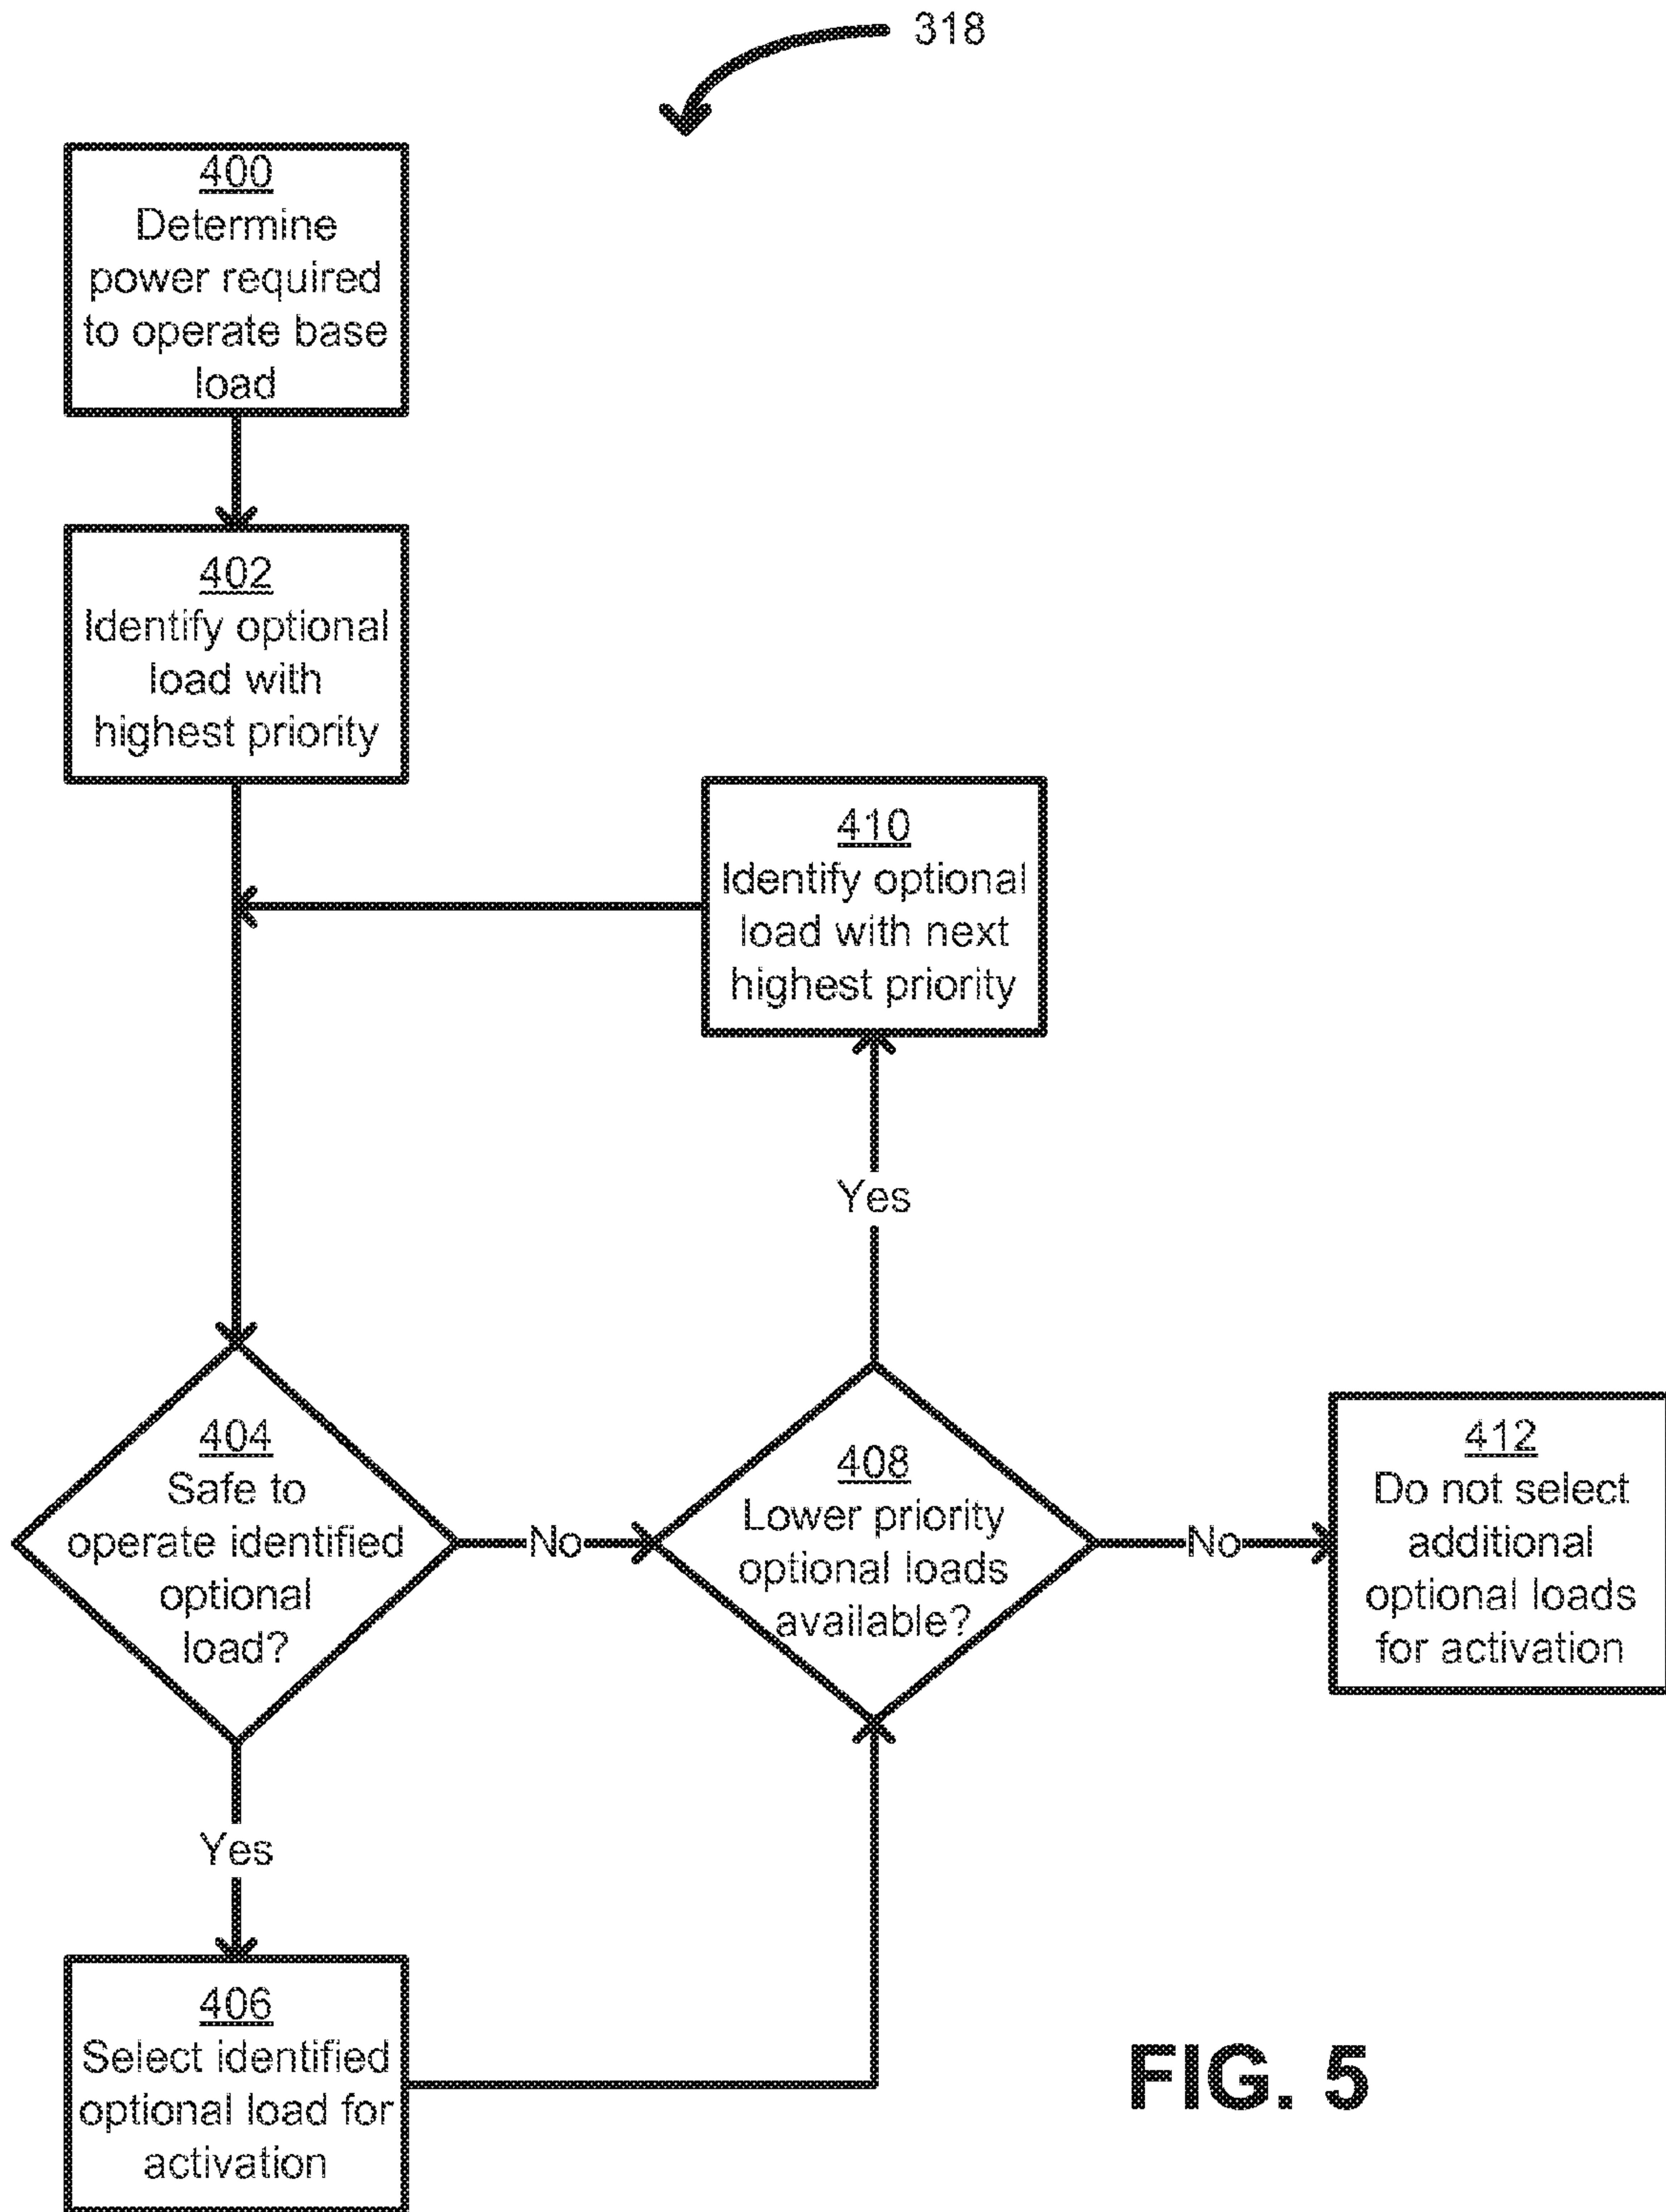 318
400
Determine
power required
to operate base
load
402
Identify optional
load with
highest priority
410
Identify optional
load with next
highest priority
Yes
404
Safe to
operate identified
optional
load?
No
408
Lower priority
optional loads
available?
No
412
Do not select
additional
optional loads
for activation
Yes
406
Select identified
optional load for
activation
FIG. 5